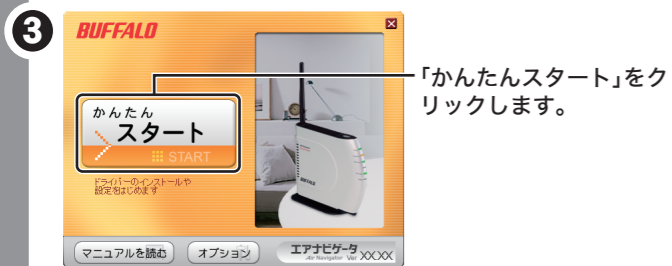 3
BUFFALO
「かんたんスタート」をク
リックします。
かんたん
スタート
START
ドライバーのインストールや
設定をはじめます
BUFFALO
マニュアルを読む
オプション
エアナビゲータ
Air Navigator Ver XX.XX